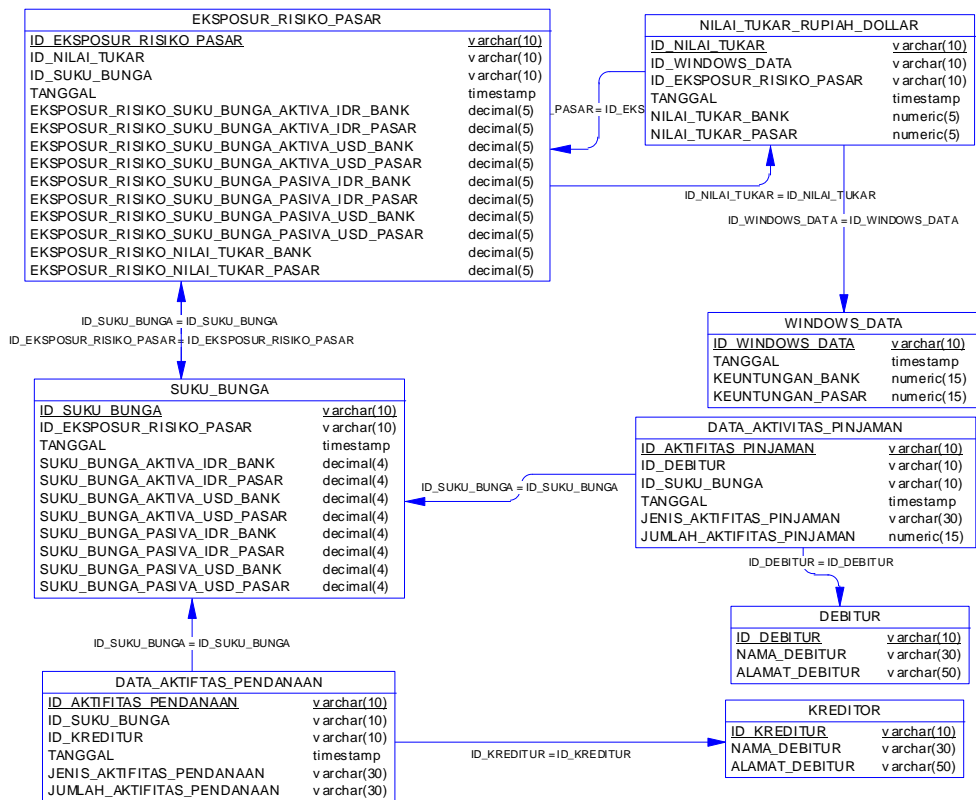 EKSPOSUR_RISIKO_PASAR
ID_EKSPOSUR_RISIKO_PASAR varchar(10)
ID_NILAI_TUKAR varchar(10)
ID_SUKU_BUNGA varchar(10)
TANGGAL timestamp
EKSPOSUR_RISIKO_SUKU_BUNGA_AKTIVA_IDR_BANK decimal(5)
EKSPOSUR_RISIKO_SUKU_BUNGA_AKTIVA_IDR_PASAR decimal(5)
EKSPOSUR_RISIKO_SUKU_BUNGA_AKTIVA_USD_BANK decimal(5)
EKSPOSUR_RISIKO_SUKU_BUNGA_AKTIVA_USD_PASAR decimal(5)
EKSPOSUR_RISIKO_SUKU_BUNGA_PASIVA_IDR_BANK decimal(5)
EKSPOSUR_RISIKO_SUKU_BUNGA_PASIVA_IDR_PASAR decimal(5)
EKSPOSUR_RISIKO_SUKU_BUNGA_PASIVA_USD_BANK decimal(5)
EKSPOSUR_RISIKO_SUKU_BUNGA_PASIVA_USD_PASAR decimal(5)
EKSPOSUR_RISIKO_NILAI_TUKAR_BANK decimal(5)
EKSPOSUR_RISIKO_NILAI_TUKAR_PASAR decimal(5)
_PASAR = ID_EKS
NILAI_TUKAR_RUPIAH_DOLLAR
ID_NILAI_TUKAR varchar(10)
ID_WINDOWS_DATA varchar(10)
ID_EKSPOSUR_RISIKO_PASAR varchar(10)
TANGGAL timestamp
NILAI_TUKAR_BANK numeric(5)
NILAI_TUKAR_PASAR numeric(5)
ID_NILAI_TUKAR = ID_NILAI_TUKAR
ID_WINDOWS_DATA = ID_WINDOWS_DATA
ID_SUKU_BUNGA = ID_SUKU_BUNGA
ID_EKSPOSUR_RISIKO_PASAR = ID_EKSPOSUR_RISIKO_PASAR
WINDOWS_DATA
ID_WINDOWS_DATA varchar(10)
TANGGAL timestamp
KEUNTUNGAN_BANK numeric(15)
KEUNTUNGAN_PASAR numeric(15)
SUKU_BUNGA
ID_SUKU_BUNGA varchar(10)
ID_EKSPOSUR_RISIKO_PASAR varchar(10)
TANGGAL timestamp
SUKU_BUNGA_AKTIVA_IDR_BANK decimal(4)
SUKU_BUNGA_AKTIVA_IDR_PASAR decimal(4)
SUKU_BUNGA_AKTIVA_USD_BANK decimal(4)
SUKU_BUNGA_AKTIVA_USD_PASAR decimal(4)
SUKU_BUNGA_PASIVA_IDR_BANK decimal(4)
SUKU_BUNGA_PASIVA_IDR_PASAR decimal(4)
SUKU_BUNGA_PASIVA_USD_BANK decimal(4)
SUKU_BUNGA_PASIVA_USD_PASAR decimal(4)
ID_SUKU_BUNGA = ID_SUKU_BUNGA
DATA_AKTIVITAS_PINJAMAN
ID_AKTIFITAS_PINJAMAN varchar(10)
ID_DEBITUR varchar(10)
ID_SUKU_BUNGA varchar(10)
TANGGAL timestamp
JENIS_AKTIFITAS_PINJAMAN varchar(30)
JUMLAH_AKTIFITAS_PINJAMAN numeric(15)
ID_DEBITUR = ID_DEBITUR
DEBITUR
ID_DEBITUR varchar(10)
NAMA_DEBITUR varchar(30)
ALAMAT_DEBITUR varchar(50)
ID_SUKU_BUNGA = ID_SUKU_BUNGA
DATA_AKTIFTAS_PENDANAAN
ID_AKTIFITAS_PENDANAAN varchar(10)
ID_SUKU_BUNGA varchar(10)
ID_KREDITUR varchar(10)
TANGGAL timestamp
JENIS_AKTIFITAS_PENDANAAN varchar(30)
JUMLAH_AKTIFITAS_PENDANAAN varchar(30)
ID_KREDITUR = ID_KREDITUR
KREDITOR
ID_KREDITUR varchar(10)
NAMA_DEBITUR varchar(30)
ALAMAT_DEBITUR varchar(50)